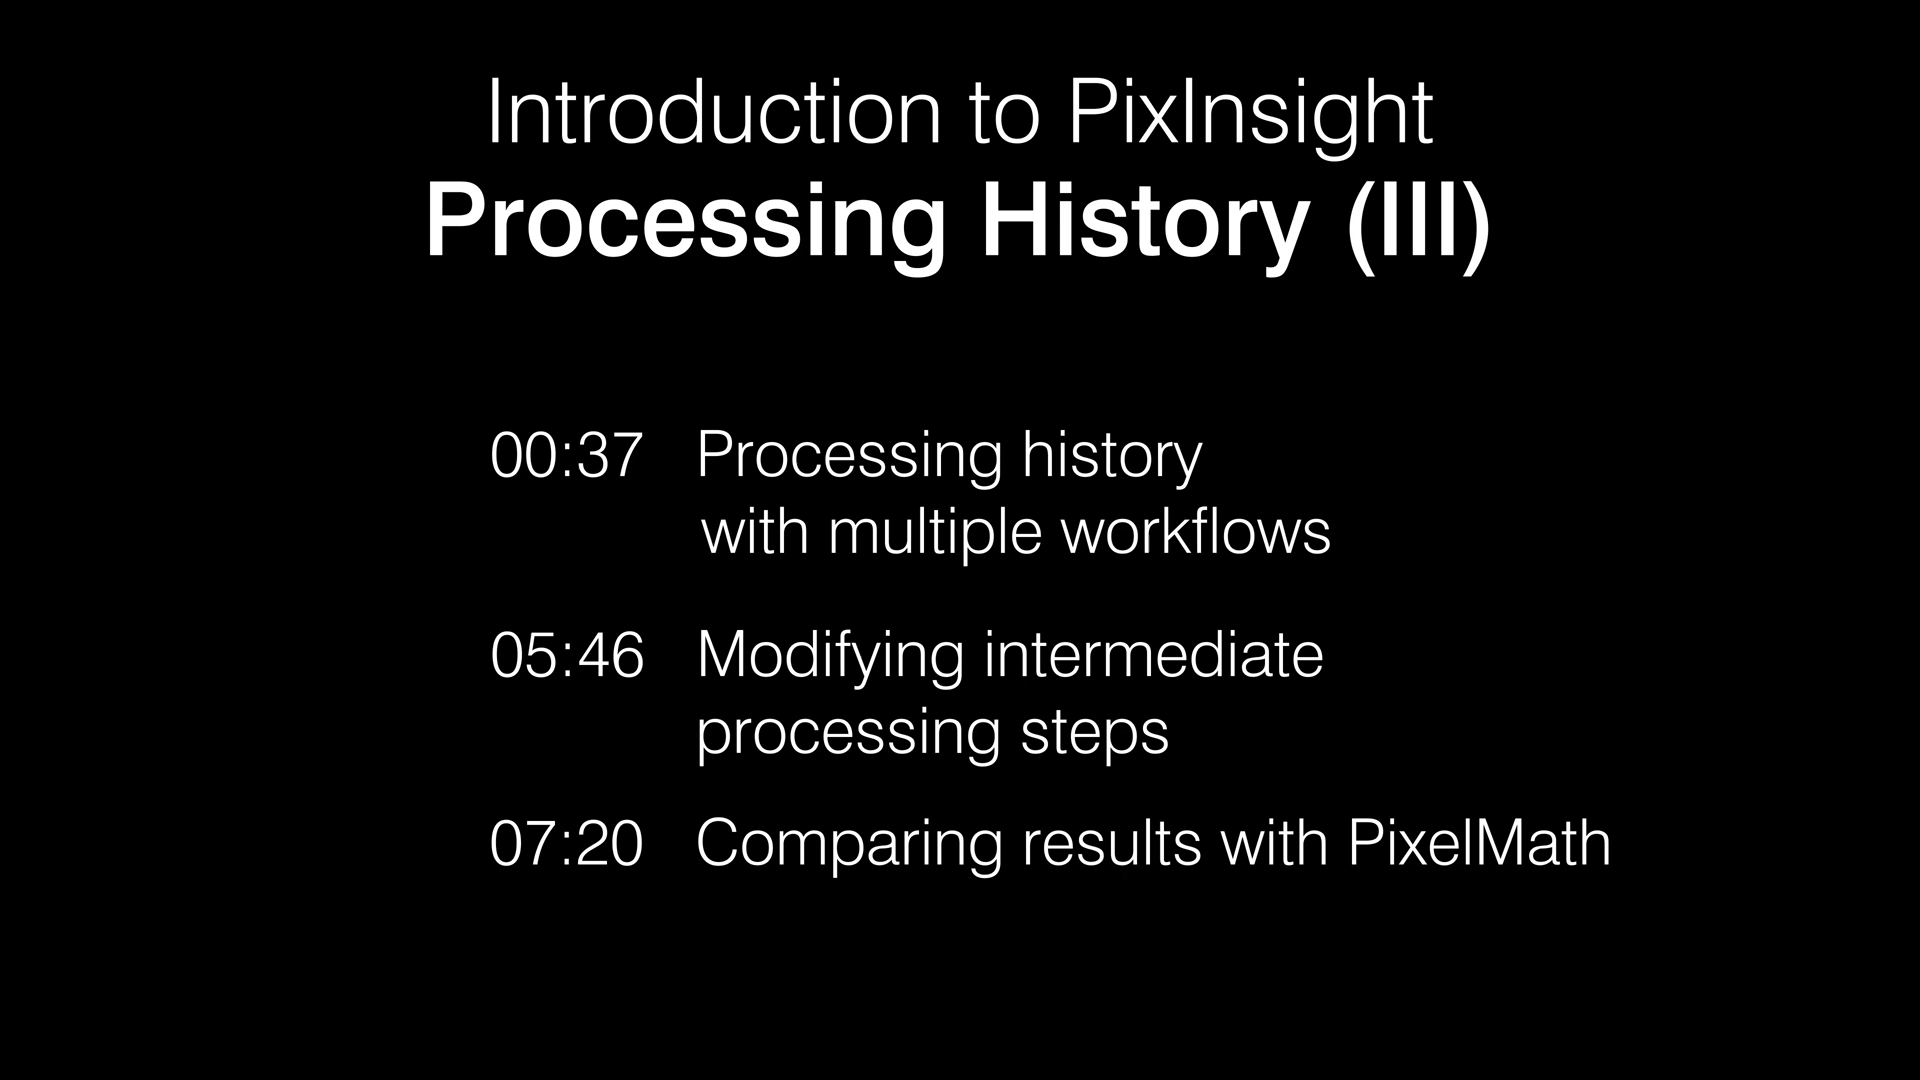 Introduction to PixInsight
Processing History (III)
00:37 Processing history
with multiple workflows
05:46 Modifying intermediate
processing steps
07:20 Comparing results with PixelMath